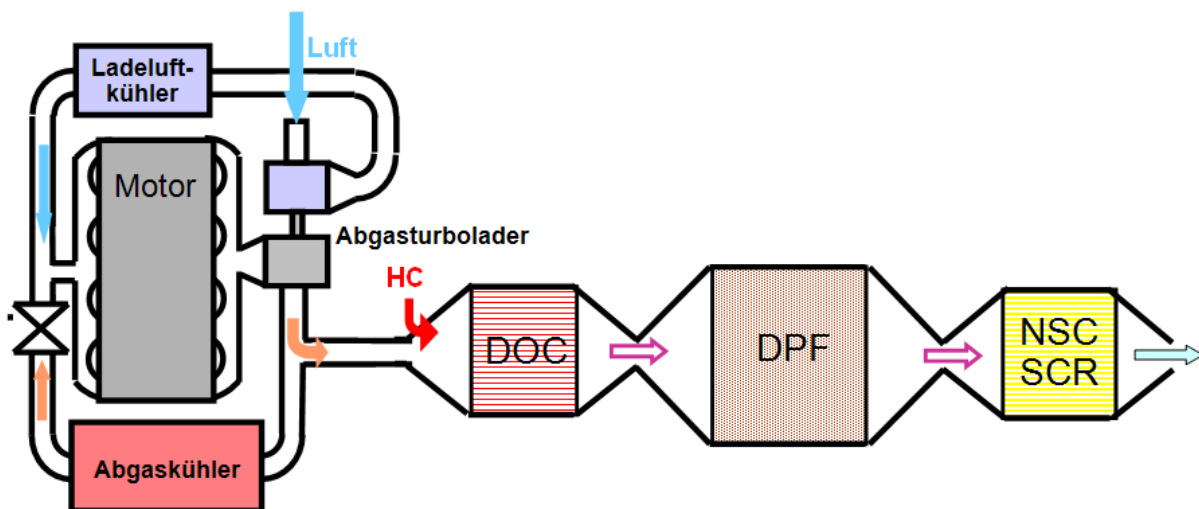 Luft
Ladeluft-
kühler
Motor
Abgasturbolader
HC
DOC
DPF
NSC
SCR
Abgaskühler